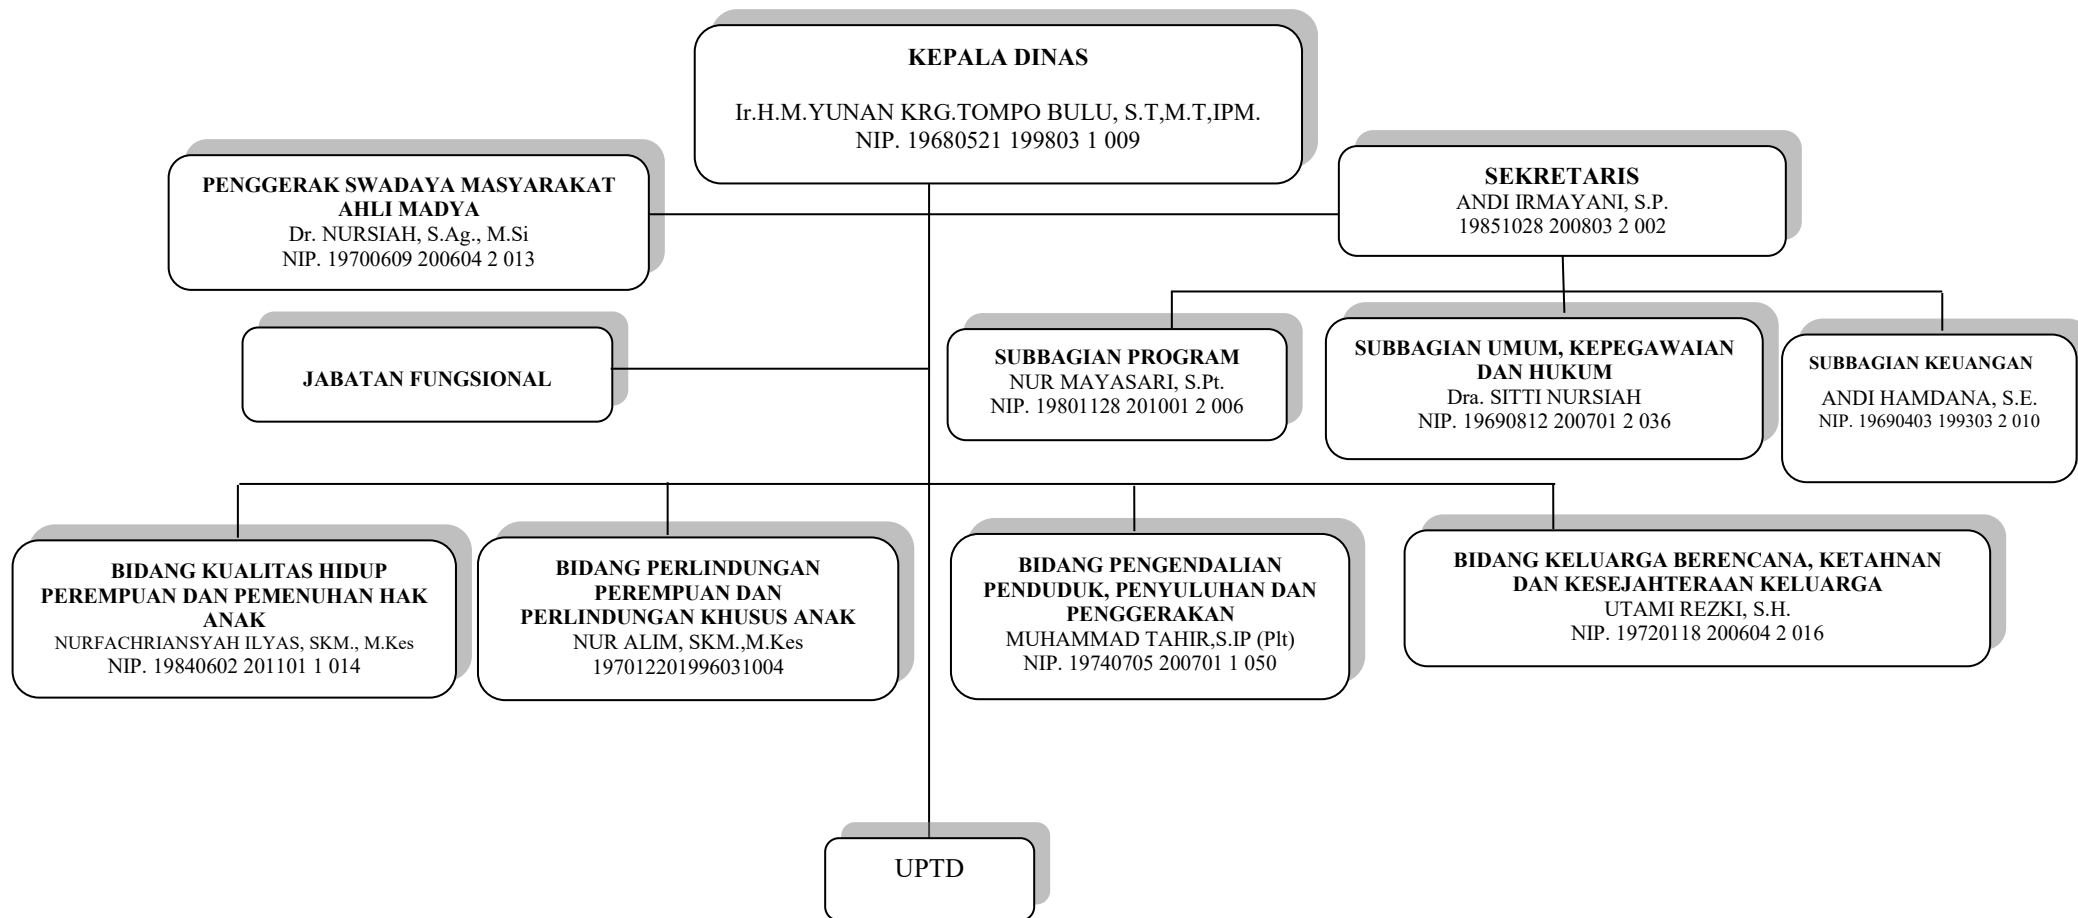 KEPALA DINAS
Ir.H.M.YUNAN KRG.TOMPO BULU, S.T,M.T,IPM.
NIP. 19680521 199803 1 009
PENGGERAK SWADAYA MASYARAKAT
AHLI MADYA
Dr. NURSIAH, S.Ag., M.Si
NIP. 19700609 200604 2 013
SEKRETARIS
ANDI IRMAYANI, S.P.
19851028 200803 2 002
JABATAN FUNGSIONAL
SUBBAGIAN PROGRAM
NUR MAYASARI, S.Pt.
NIP. 19801128 201001 2 006
SUBBAGIAN UMUM, KEPEGAWAIAN
DAN HUKUM
Dra. SITTI NURSIAH
NIP. 19690812 200701 2 036
SUBBAGIAN KEUANGAN
ANDI HAMDANA, S.E.
NIP. 19690403 199303 2 010
BIDANG KUALITAS HIDUP
PEREMPUAN DAN PEMENUHAN HAK
ANAK
NURFACHRIANSYAH ILYAS, SKM., M.Kes
NIP. 19840602 201101 1 014
BIDANG PERLINDUNGAN
PEREMPUAN DAN
PERLINDUNGAN KHUSUS ANAK
NUR ALIM, SKM.,M.Kes
197012201996031004
BIDANG PENGENDALIAN
PENDUDUK, PENYULUHAN DAN
PENGGERAKAN
MUHAMMAD TAHIR,S.IP (Plt)
NIP. 19740705 200701 1 050
BIDANG KELUARGA BERENCANA, KETAHNAN
DAN KESEJAHTERAAN KELUARGA
UTAMI REZKI, S.H.
NIP. 19720118 200604 2 016
UPTD